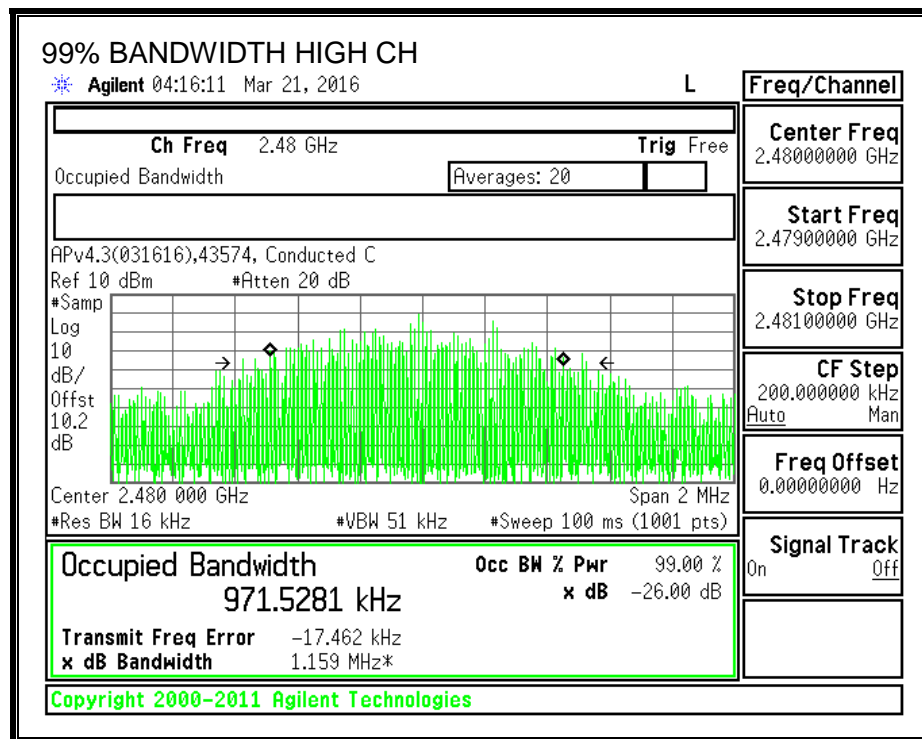 99% BANDWIDTH HIGH CH
Agilent 04:16:11 Mar 21, 2016 L
Freq/Channel
Ch Freq 2.48 GHz Trig Free
Occupied Bandwidth Averages: 20
APv4.3(031616),43574, Conducted C
Ref 10 dBm #Atten 20 dB
#Samp
Log
10
dB/
Offst
10.2
dB
Center 2.480 000 GHz Span 2 MHz
#Res BW 16 kHz #VBW 51 kHz #Sweep 100 ms (1001 pts)
Occupied Bandwidth Occ BW % Pwr 99.00 %
971.5281 kHz x dB -26.00 dB
Transmit Freq Error -17.462 kHz
x dB Bandwidth 1.159 MHz*
Copyright 2000-2011 Agilent Technologies
Center Freq
2.48000000 GHz
Start Freq
2.47900000 GHz
Stop Freq
2.48100000 GHz
CF Step
200.000000 kHz
Auto Man
Freq Offset
0.00000000 Hz
Signal Track
On Off